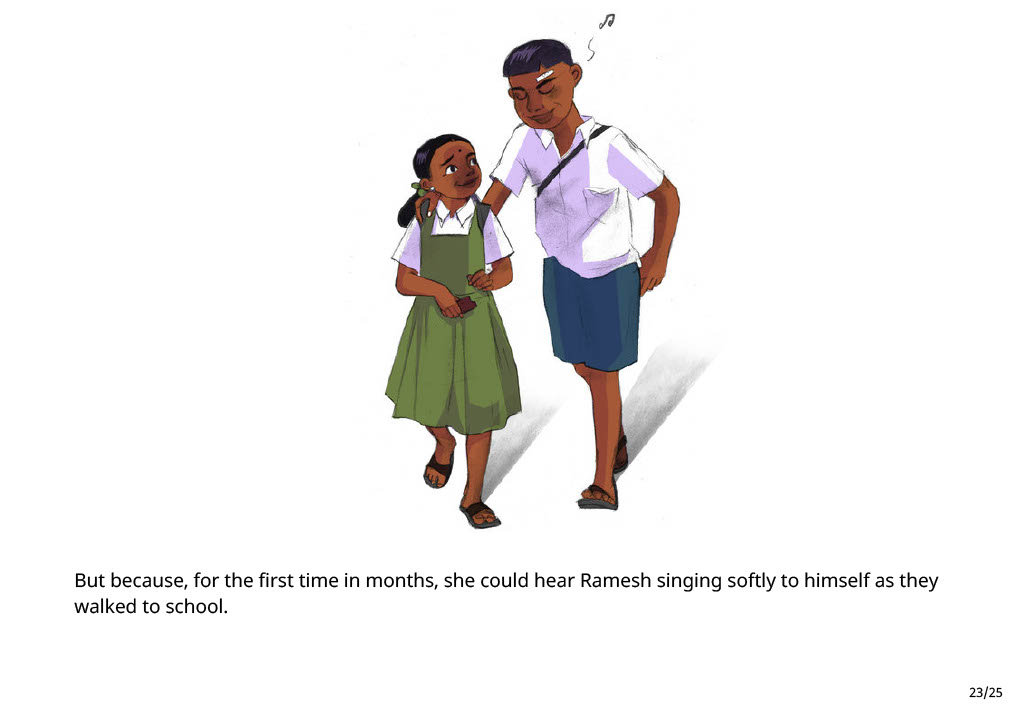 But because, for the first time in months, she could hear Ramesh singing softly to himself as they
walked to school.
23/25